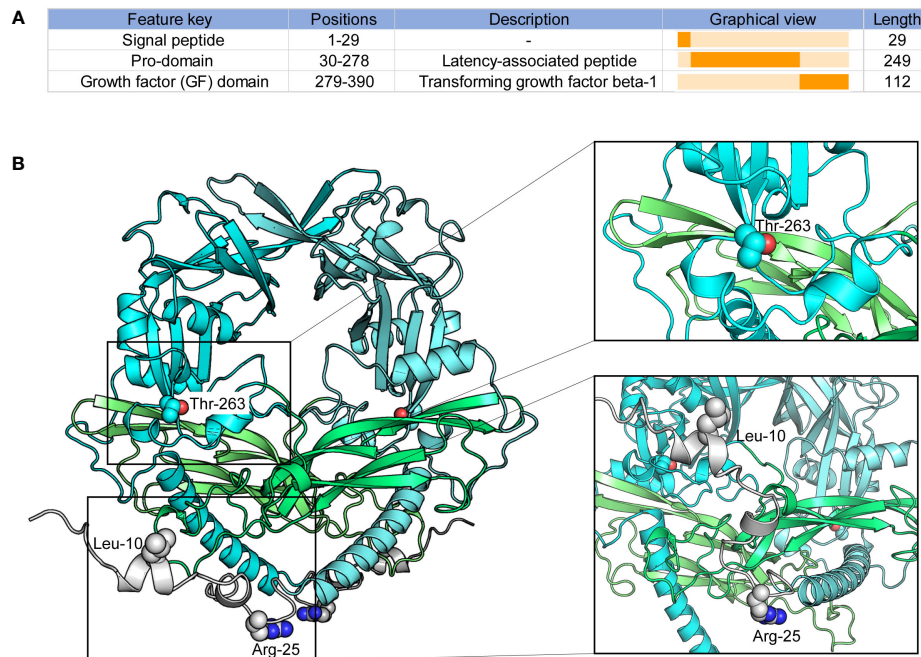 A
Feature key Positions Description Graphical view Length
Signal peptide 1-29 - 29
Pro-domain 30-278 Latency-associated peptide 249
Growth factor (GF) domain 279-390 Transforming growth factor beta-1 112
B
Thr-263
Thr-263
Leu-10
Leu-10
Arg-25
Arg-25